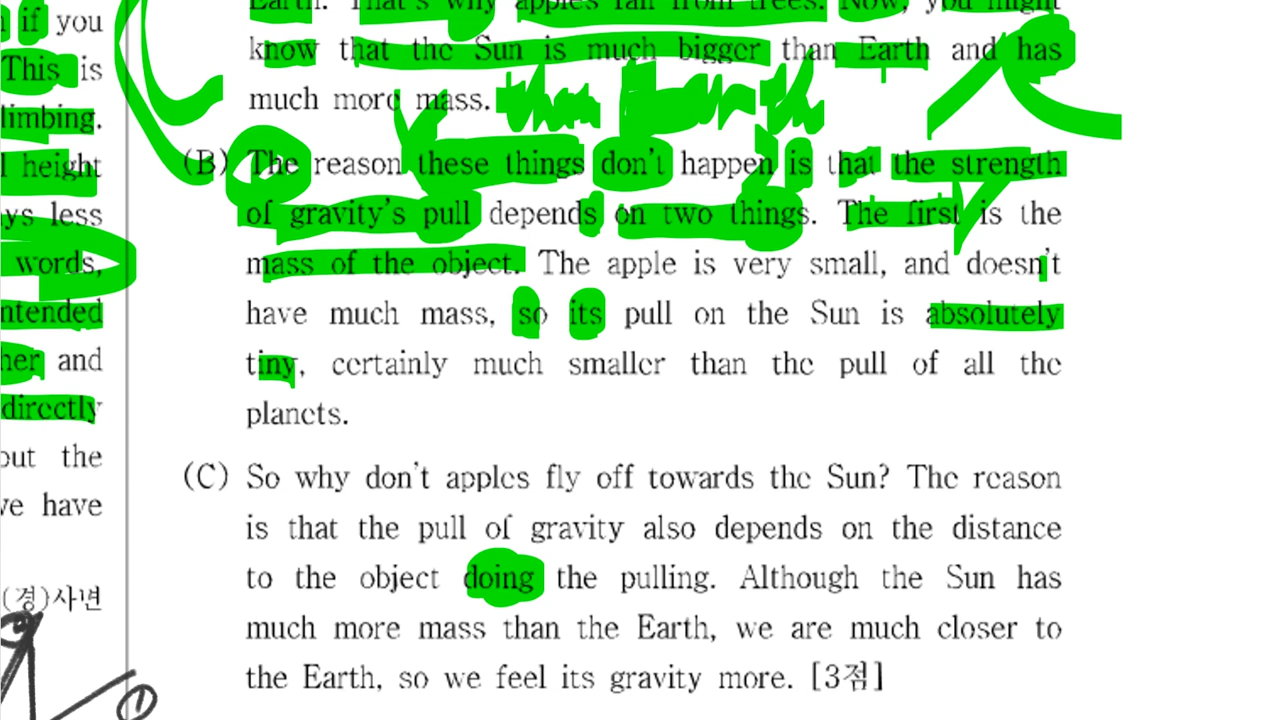 if you
This is
limbing.
height
ys less
words,
ntended
her and
directly
out the
ve have
(경)사변
①
Earth. That's why apples fall from trees. Now, you might
know that the Sun is much bigger than Earth and has
much more mass. than Earth
(B) The reason these things don't happen is that the strength
of gravity's pull depends on two things. The first is the
mass of the object. The apple is very small, and doesn't
have much mass, so its pull on the Sun is absolutely
tiny, certainly much smaller than the pull of all the
planets.
(C) So why don't apples fly off towards the Sun? The reason
is that the pull of gravity also depends on the distance
to the object doing the pulling. Although the Sun has
much more mass than the Earth, we are much closer to
the Earth, so we feel its gravity more. [3점]